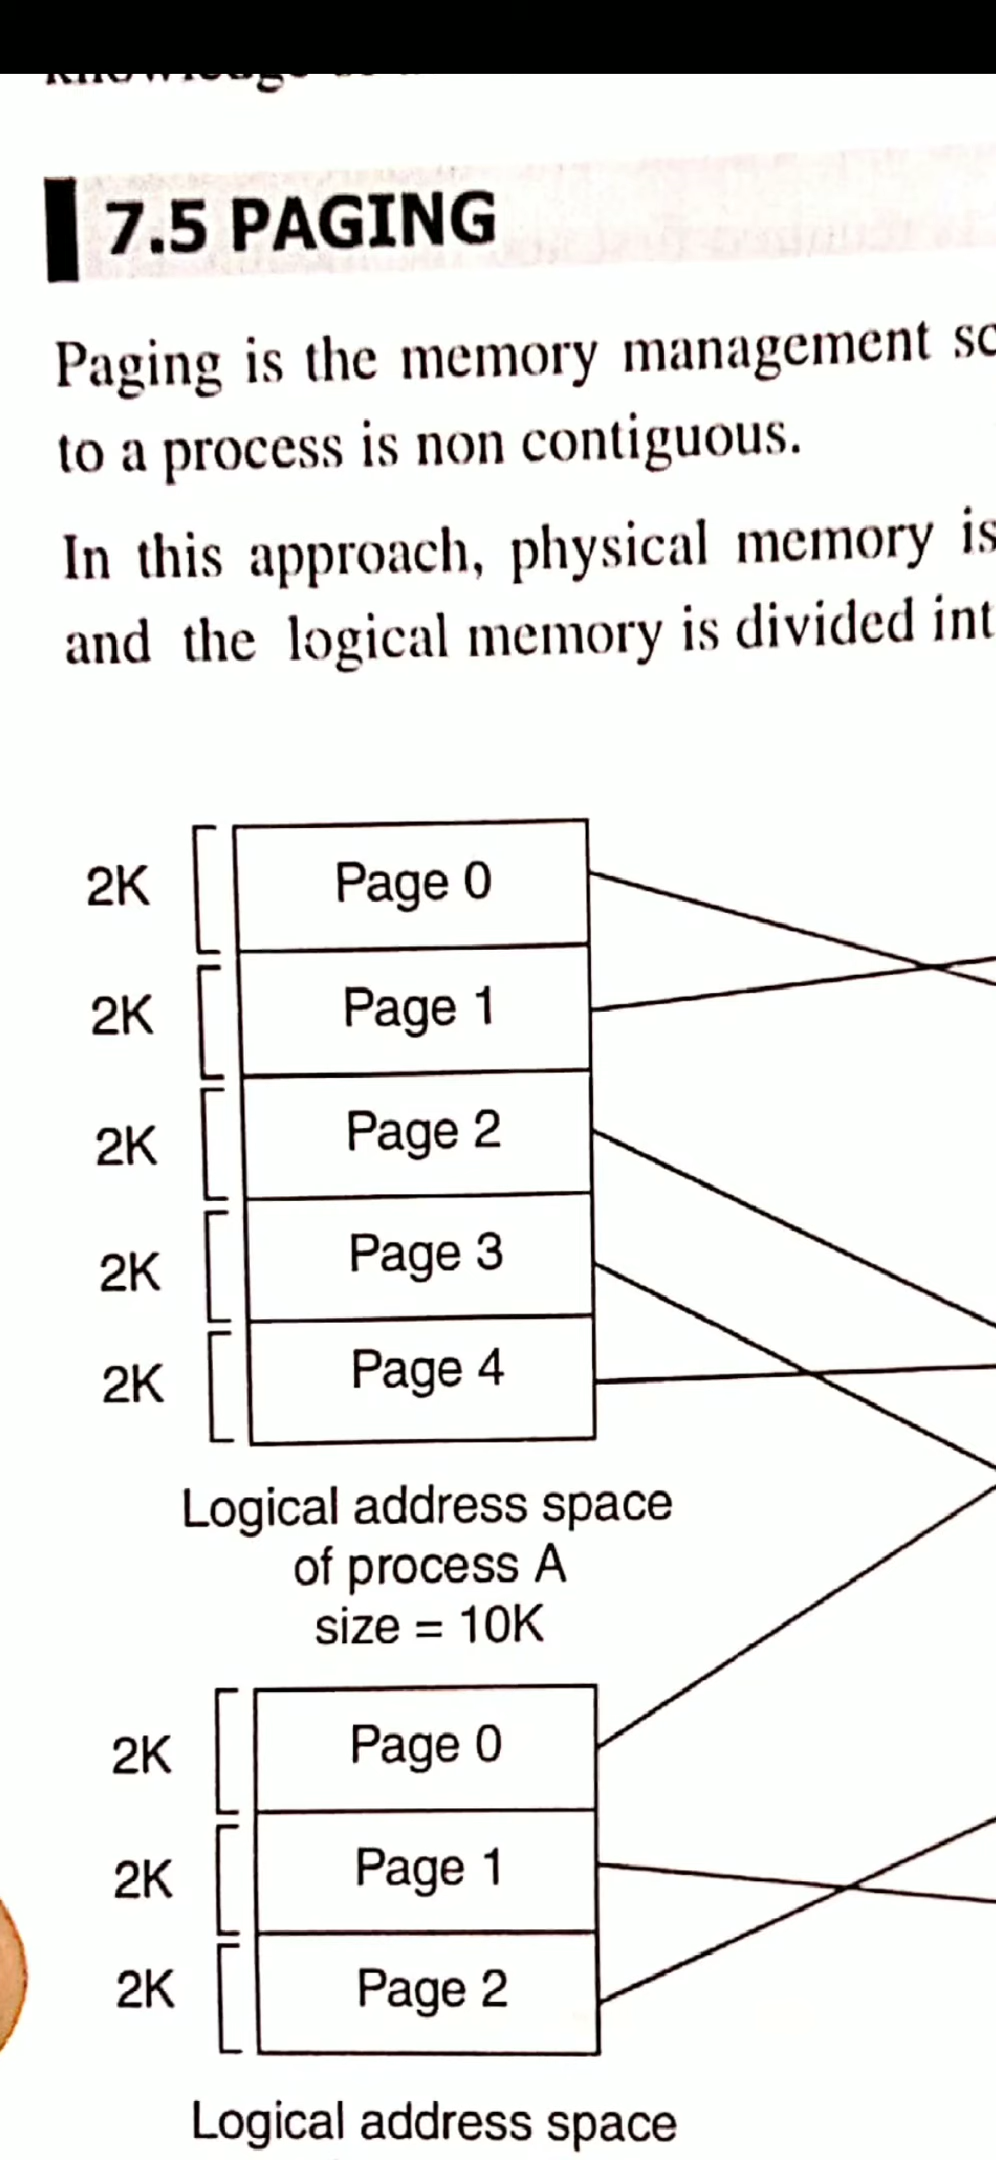 7.5 PAGING
Paging is the memory management sc
to a process is non contiguous.
In this approach, physical memory is
and the logical memory is divided int
2K Page 0
2K Page 1
2K Page 2
2K Page 3
2K Page 4
Logical address space
of process A
size = 10K
2K Page 0
2K Page 1
2K Page 2
Logical address space